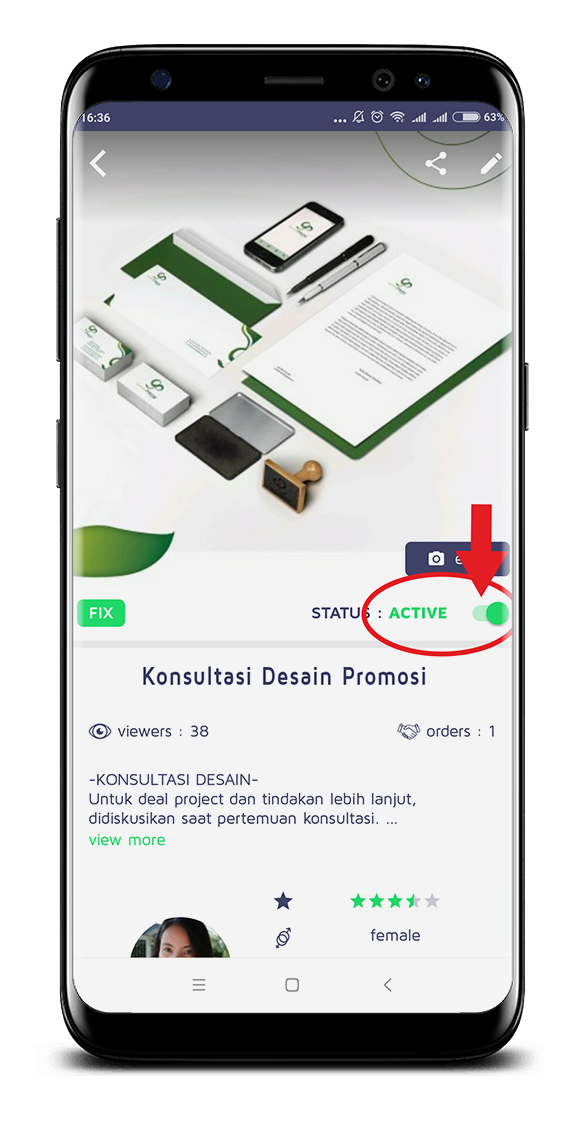 16:36
63%
FIX
STATUS : ACTIVE
Konsultasi Desain Promosi
viewers : 38
orders : 1
-KONSULTASI DESAIN-
Untuk deal project dan tindakan lebih lanjut,
didiskusikan saat pertemuan konsultasi. ...
view more
female